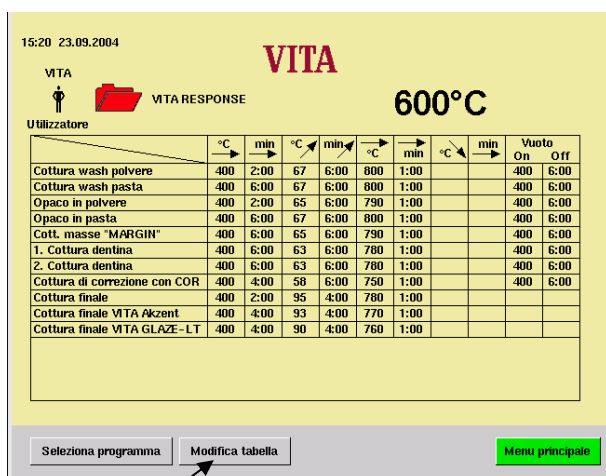 15:20 23.09.2004
VITA
VITA
VITA RESPONSE
600°C
Utilizzatore
°C min °C min °C min °C min Vuoto
On Off
Cottura wash polvere 400 2:00 67 6:00 800 1:00 400 6:00
Cottura wash pasta 400 6:00 67 6:00 800 1:00 400 6:00
Opaco in polvere 400 2:00 65 6:00 790 1:00 400 6:00
Opaco in pasta 400 6:00 67 6:00 800 1:00 400 6:00
Cott. masse "MARGIN" 400 6:00 65 6:00 790 1:00 400 6:00
1. Cottura dentina 400 6:00 63 6:00 780 1:00 400 6:00
2. Cottura dentina 400 6:00 63 6:00 780 1:00 400 6:00
Cottura di correzione con COR 400 4:00 58 6:00 750 1:00 400 6:00
Cottura finale 400 2:00 95 4:00 780 1:00
Cottura finale VITA Akzent 400 4:00 93 4:00 770 1:00
Cottura finale VITA GLAZE-LT 400 4:00 90 4:00 760 1:00
Seleziona programma Modifica tabella Menu principale